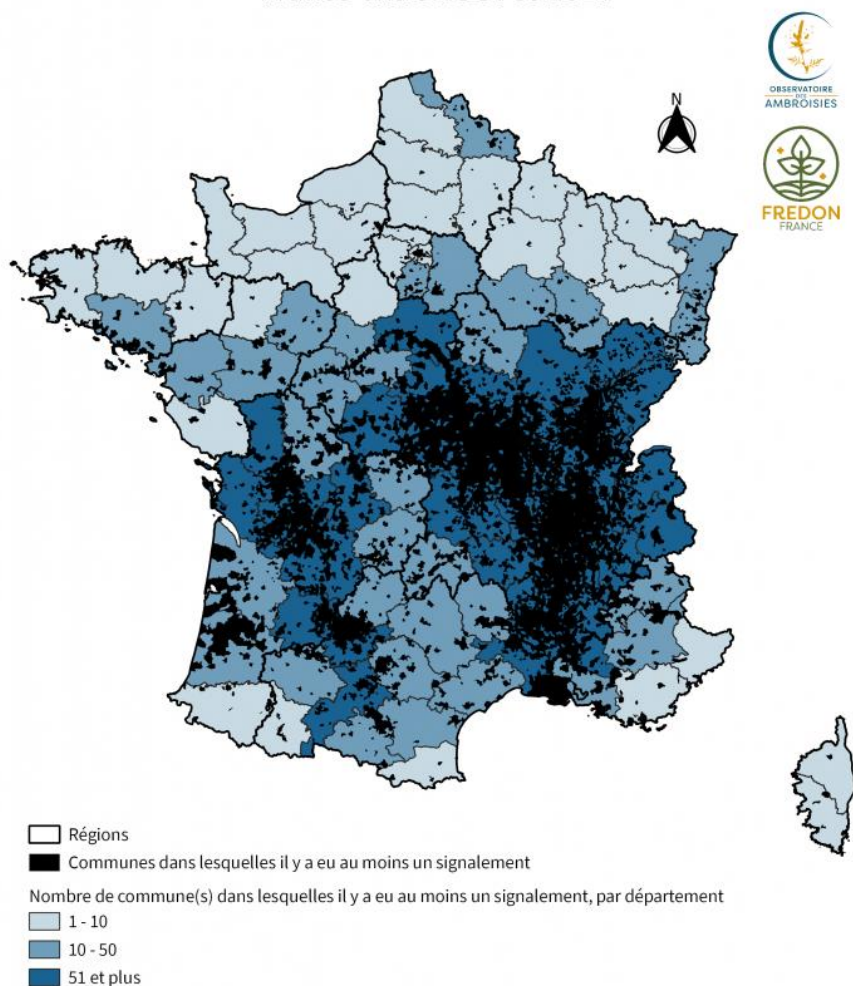 OBSERVATOIRE
DES
AMBROISIES
N
FREDON
FRANCE
Régions
Communes dans lesquelles il y a eu au moins un signalement
Nombre de commune(s) dans lesquelles il y a eu au moins un signalement, par département
1 - 10
10 - 50
51 et plus